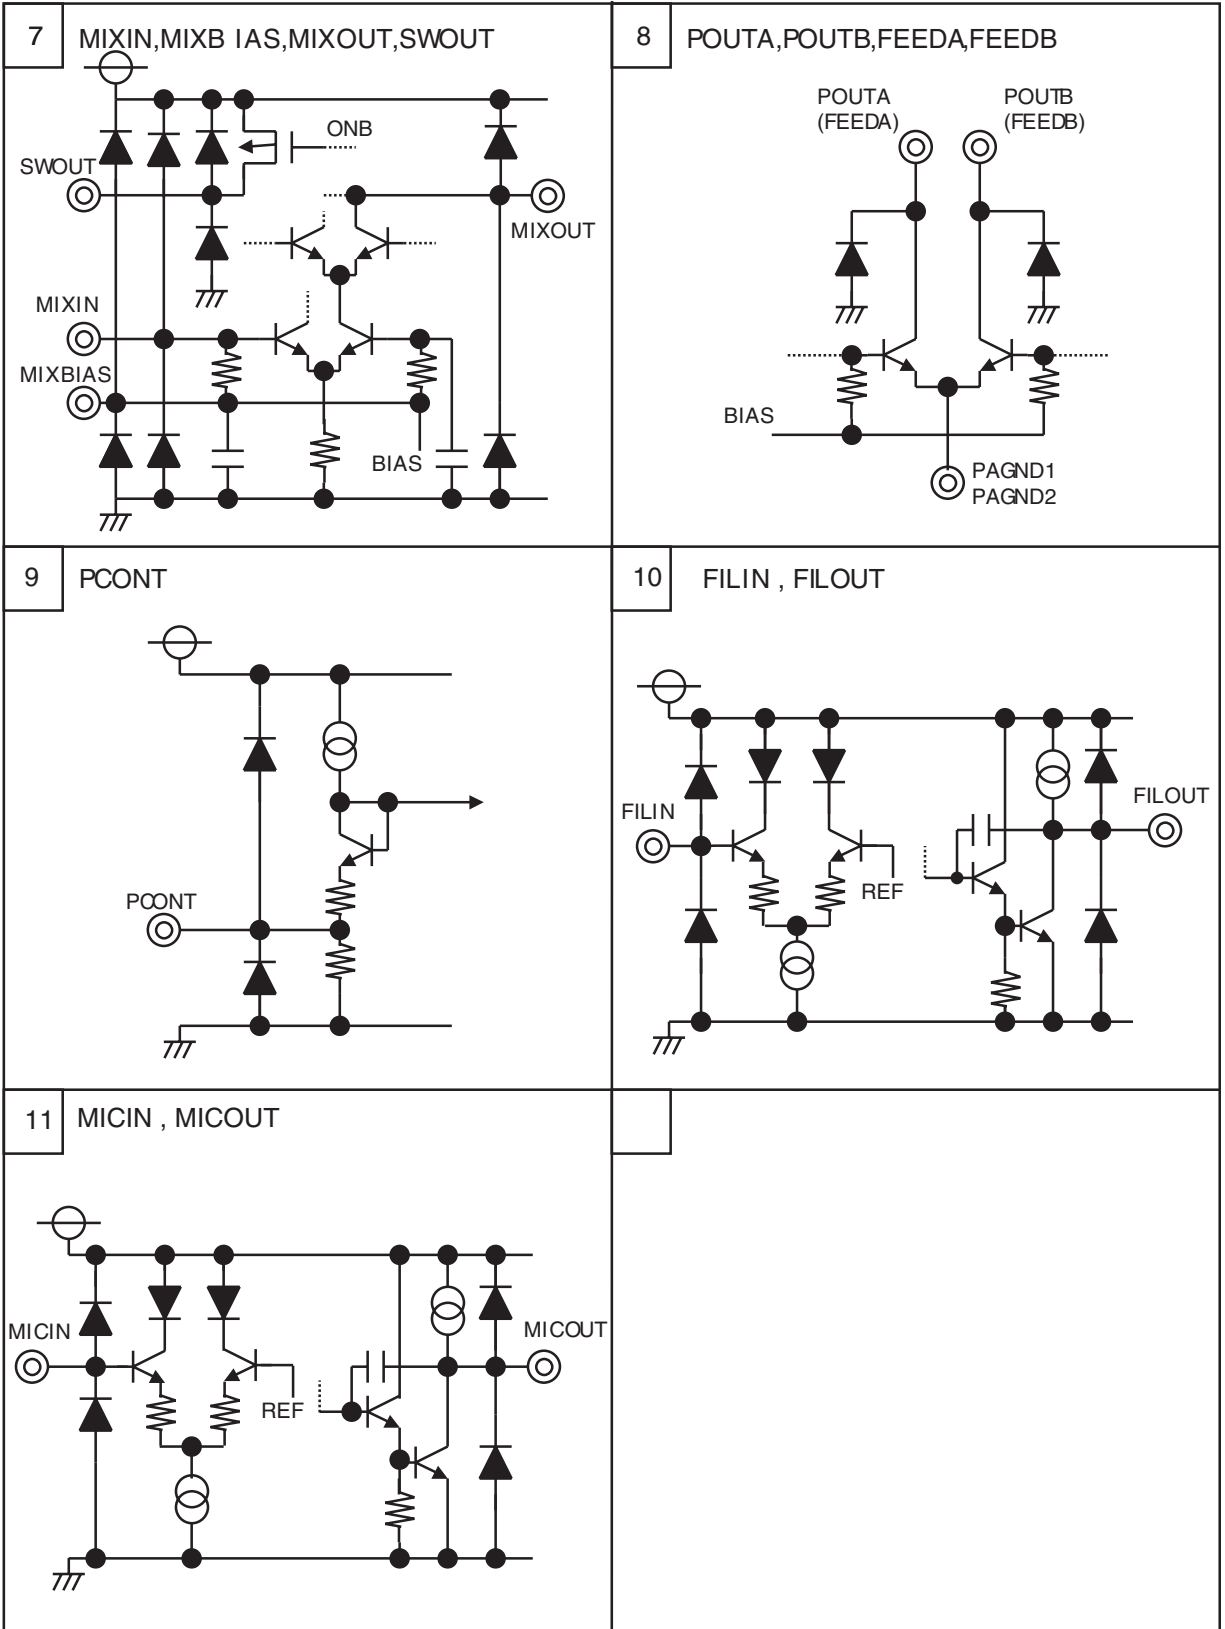 7
MIXIN,MIXB IAS,MIXOUT,SWOUT
ONB
SWOUT
MIXOUT
MIXIN
MIXBIAS
BIAS
8
POUTA,POUTB,FEEDA,FEEDB
POUTA
(FEEDA)
POUTB
(FEEDB)
BIAS
PAGND1
PAGND2
9
PCONT
PCONT
10
FILIN , FILOUT
FILIN
FILOUT
REF
11
MICIN , MICOUT
MICIN
MICOUT
REF